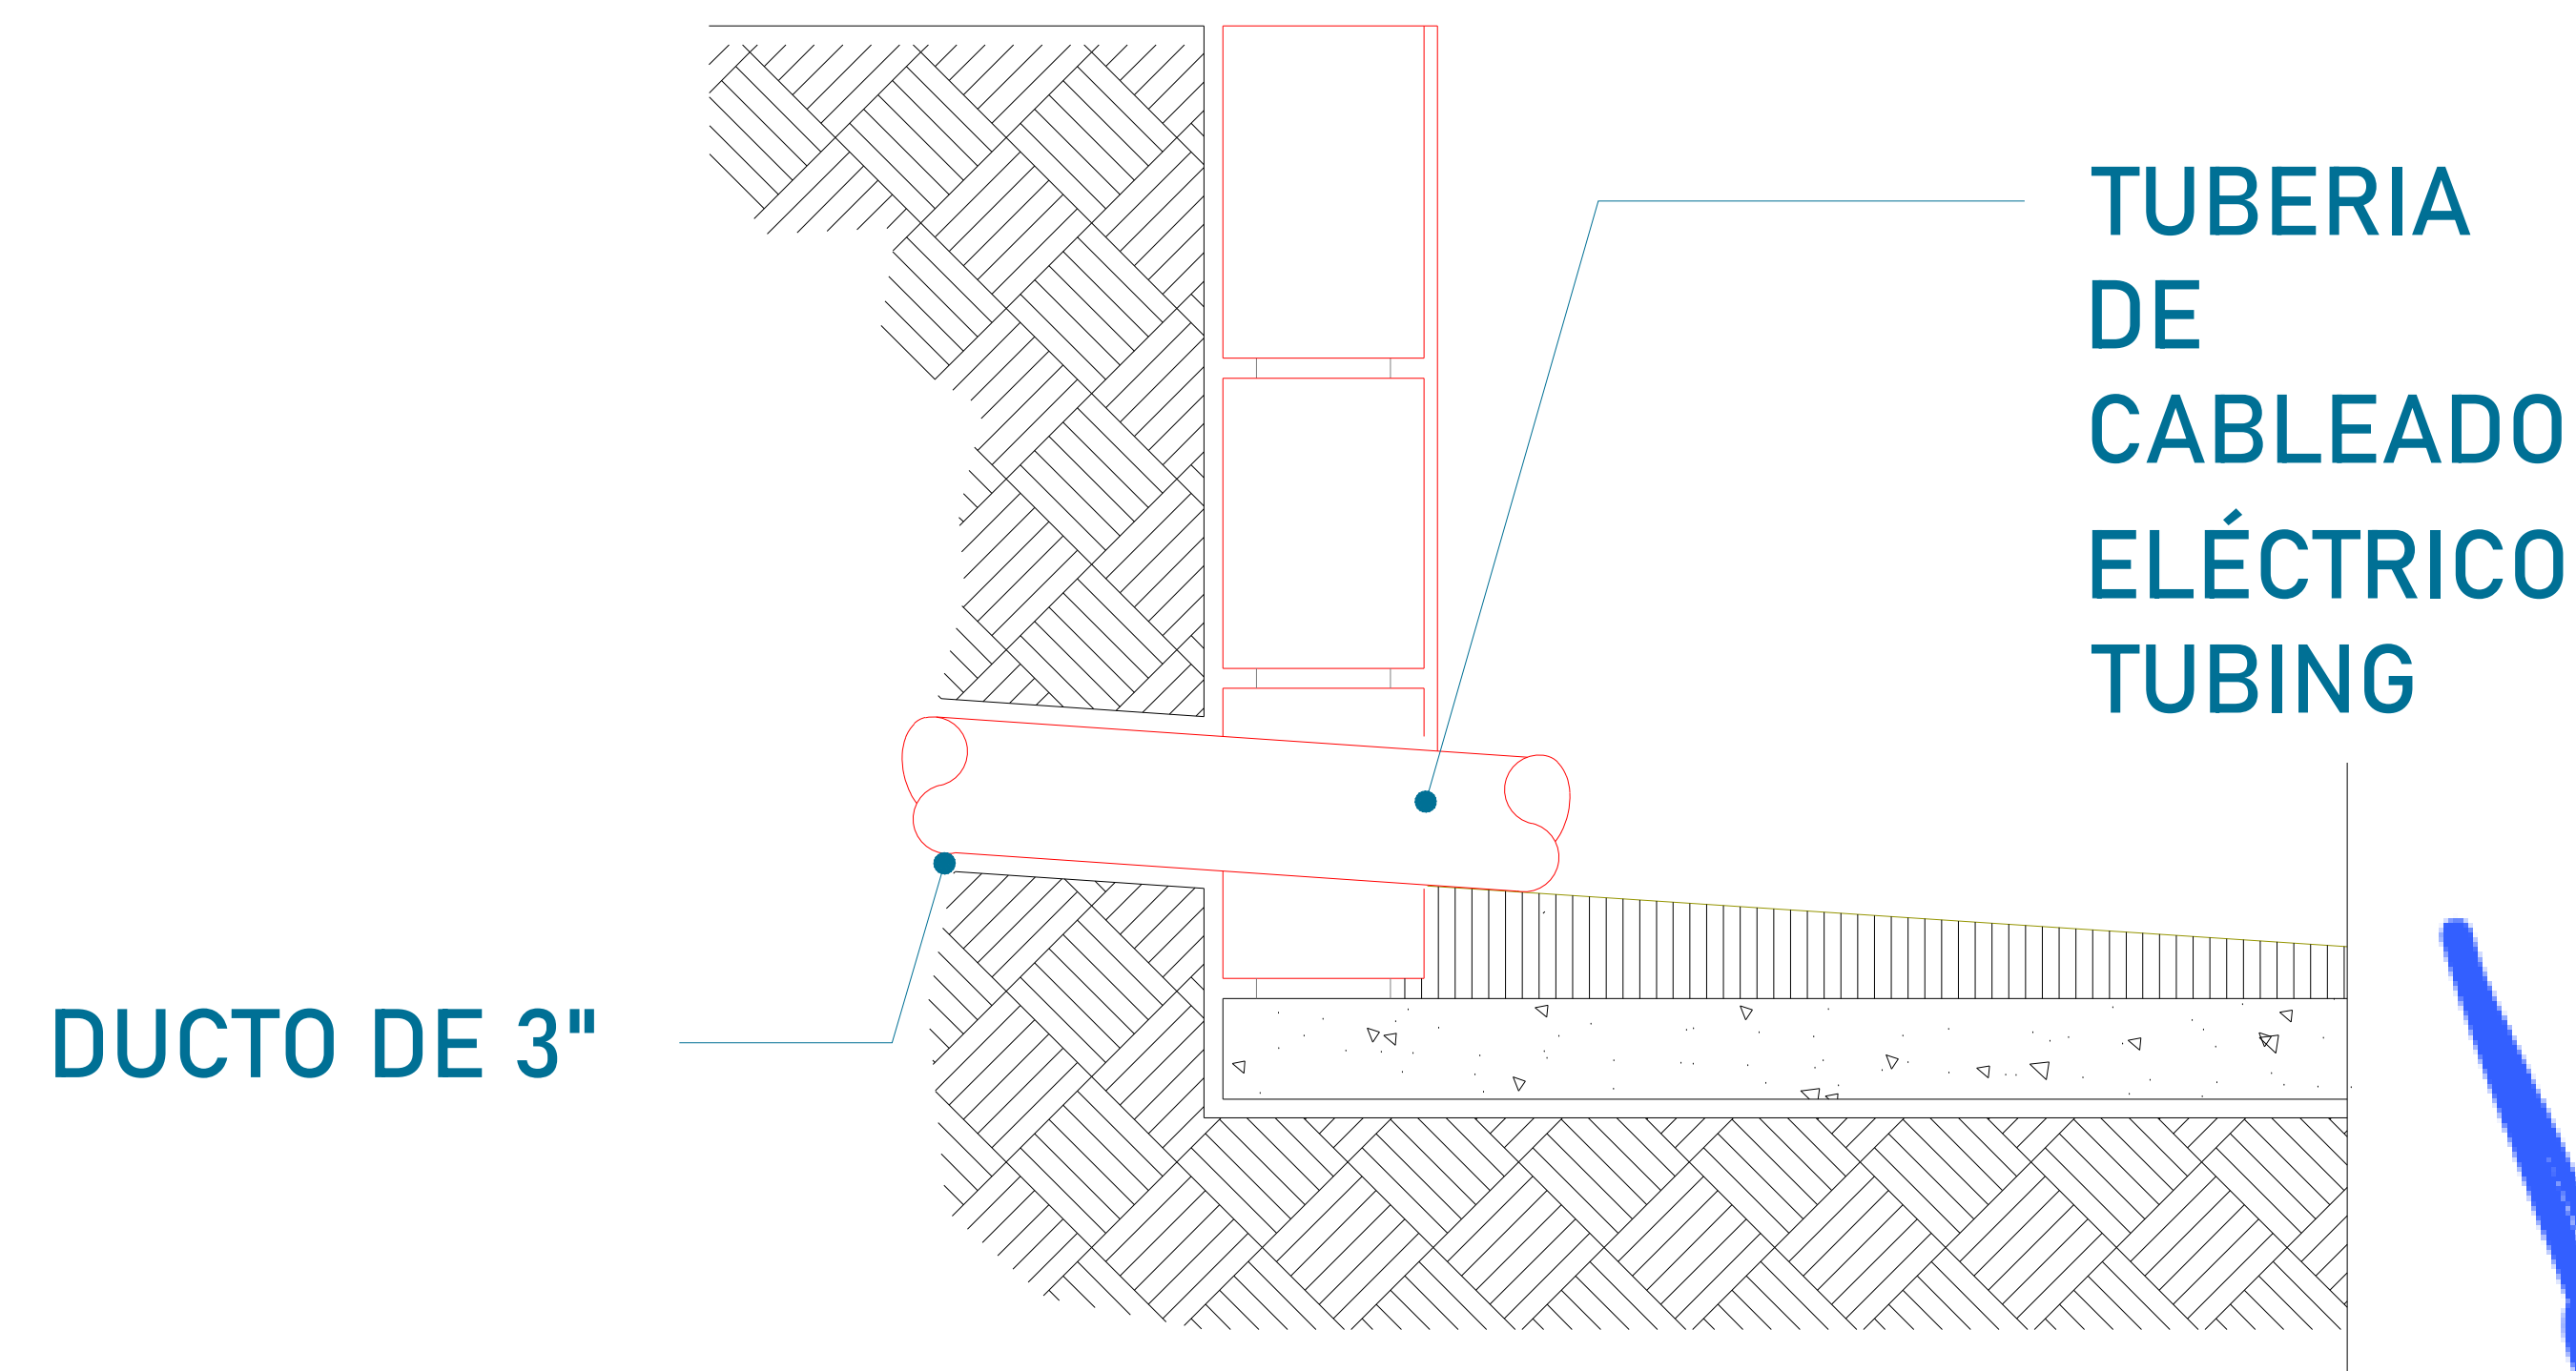 TUBERIA
DE
CABLEADO
ELÉCTRICO
TUBING
DUCTO DE 3"